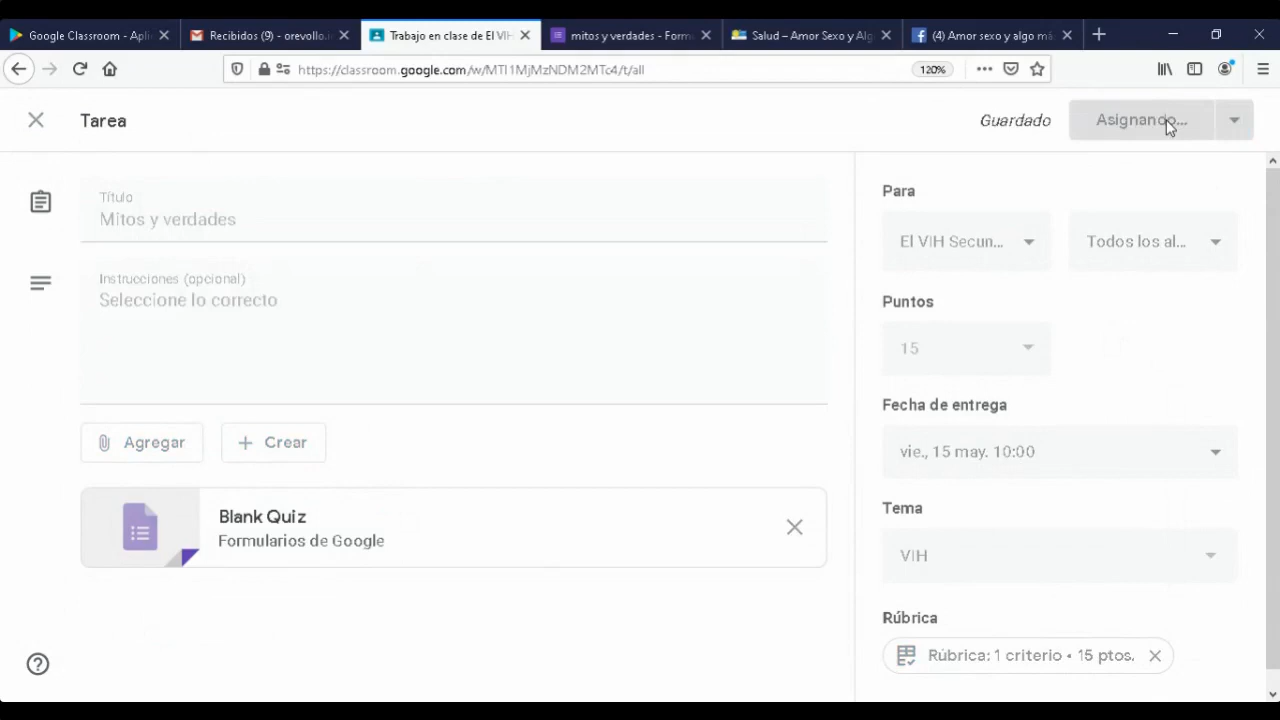 Google Classroom - Apli
Recibidos (9) - orevollo.i
Trabajo en clase de El VIH
mitos y verdades - Form
Salud – Amor Sexo y Alg
(4) Amor sexo y algo má
https://classroom.google.com/w/MTI1MjMzNDM2MTc4/t/all
120%
Tarea
Guardado
Asignando...
Título
Mitos y verdades
Instrucciones (opcional)
Seleccione lo correcto
Agregar
Crear
Blank Quiz
Formularios de Google
Para
El VIH Secun...
Todos los al...
Puntos
15
Fecha de entrega
vie., 15 may. 10:00
Tema
VIH
Rúbrica
Rúbrica: 1 criterio • 15 ptos.